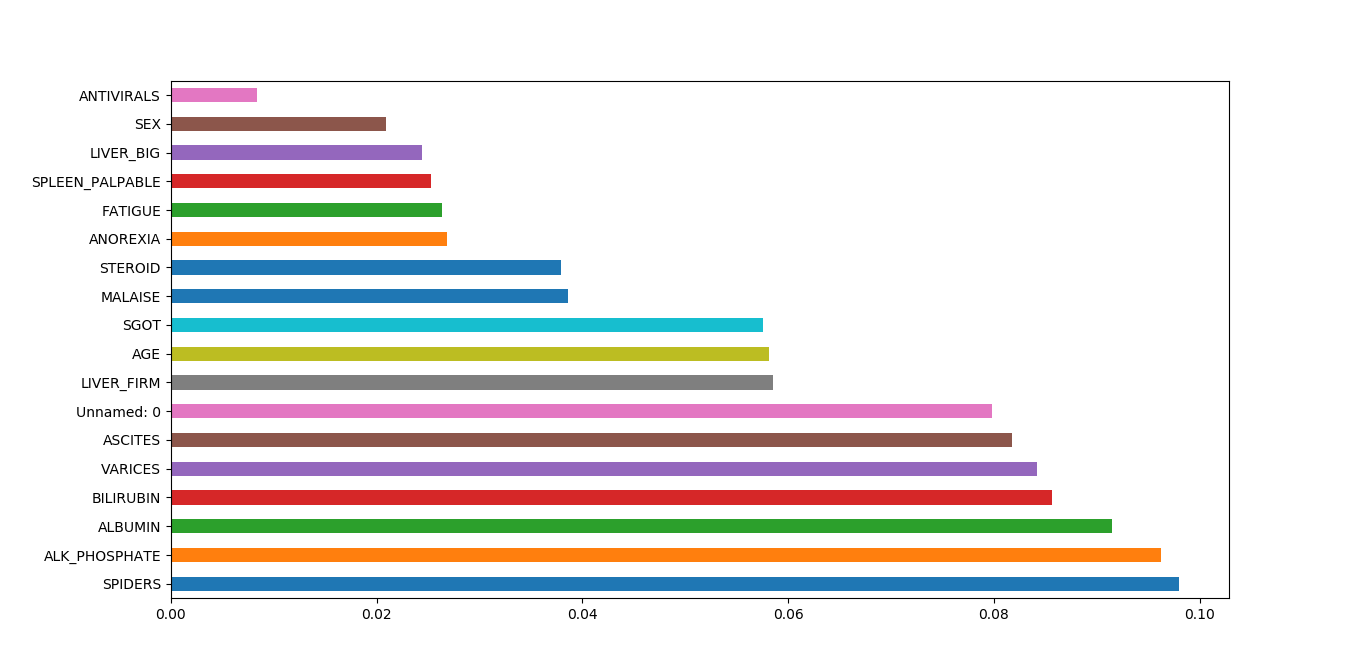 ANTIVIRALS
SEX
LIVER_BIG
SPLEEN_PALPABLE
FATIGUE
ANOREXIA
STEROID
MALAISE
SGOT
AGE
LIVER_FIRM
Unnamed: 0
ASCITES
VARICES
BILIRUBIN
ALBUMIN
ALK_PHOSPHATE
SPIDERS
0.00 0.02 0.04 0.06 0.08 0.10